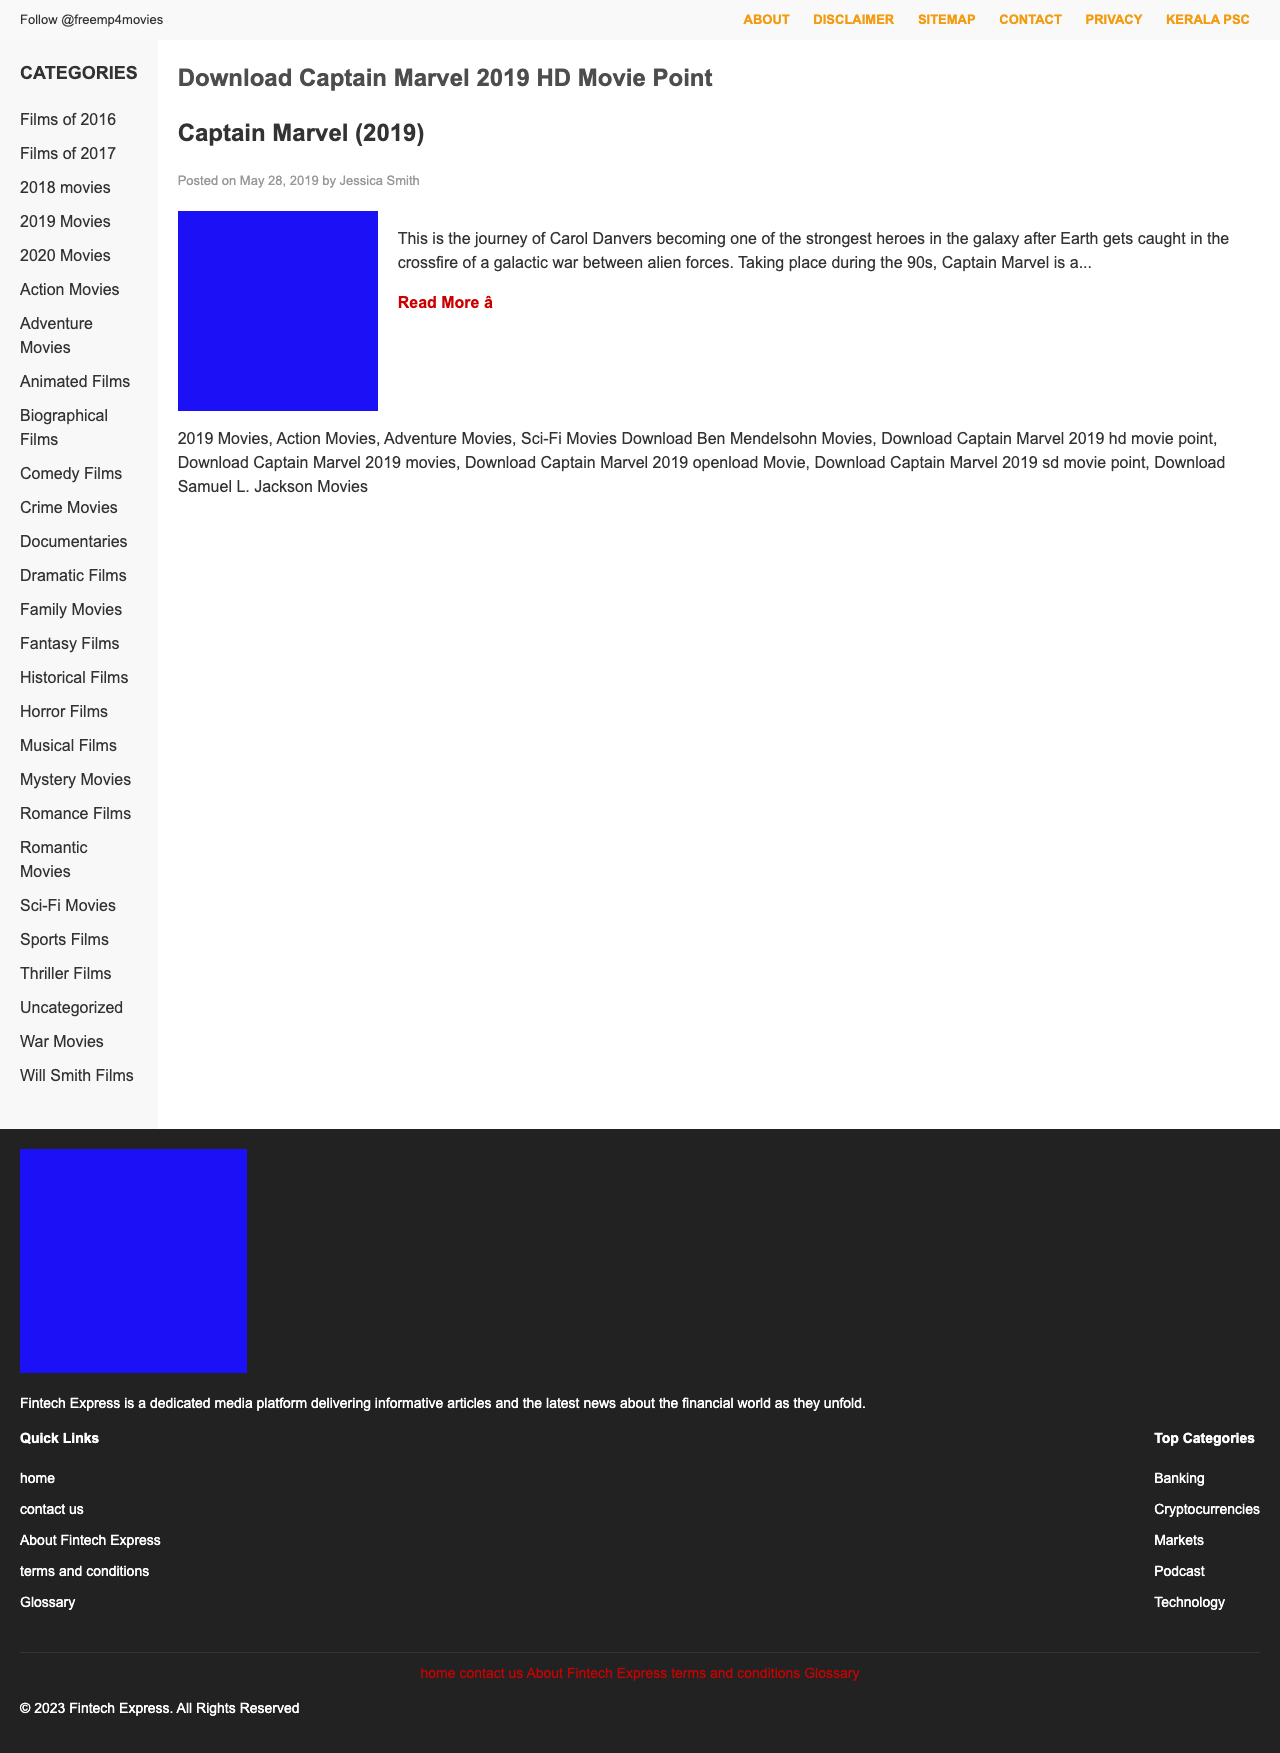 Follow @freemp4movies
ABOUT DISCLAIMER SITEMAP CONTACT PRIVACY KERALA PSC
CATEGORIES
Films of 2016
Films of 2017
2018 movies
2019 Movies
2020 Movies
Action Movies
Adventure
Movies
Animated Films
Biographical
Films
Comedy Films
Crime Movies
Documentaries
Dramatic Films
Family Movies
Fantasy Films
Historical Films
Horror Films
Musical Films
Mystery Movies
Romance Films
Romantic
Movies
Sci-Fi Movies
Sports Films
Thriller Films
Uncategorized
War Movies
Will Smith Films
Download Captain Marvel 2019 HD Movie Point
Captain Marvel (2019)
Posted on May 28, 2019 by Jessica Smith
This is the journey of Carol Danvers becoming one of the strongest heroes in the galaxy after Earth gets caught in the
crossfire of a galactic war between alien forces. Taking place during the 90s, Captain Marvel is a...
Read More â
2019 Movies, Action Movies, Adventure Movies, Sci-Fi Movies Download Ben Mendelsohn Movies, Download Captain Marvel 2019 hd movie point,
Download Captain Marvel 2019 movies, Download Captain Marvel 2019 openload Movie, Download Captain Marvel 2019 sd movie point, Download
Samuel L. Jackson Movies
Fintech Express is a dedicated media platform delivering informative articles and the latest news about the financial world as they unfold.
Quick Links
home
contact us
About Fintech Express
terms and conditions
Glossary
Top Categories
Banking
Cryptocurrencies
Markets
Podcast
Technology
home contact us About Fintech Express terms and conditions Glossary
© 2023 Fintech Express. All Rights Reserved